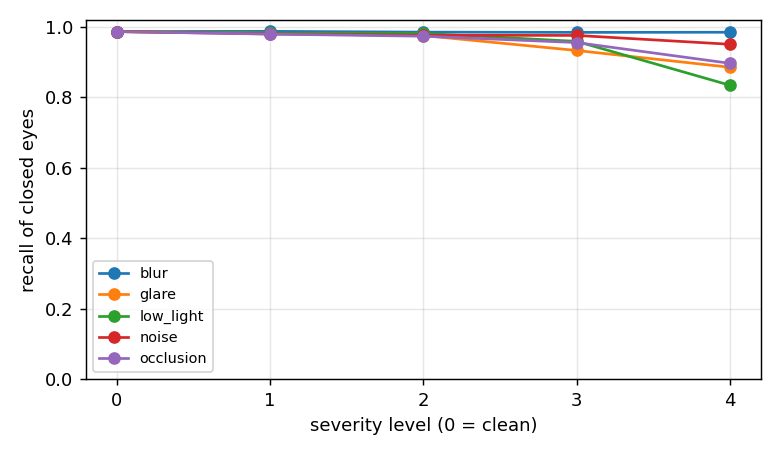 recall of closed eyes
1.0
0.8
0.6
0.4
0.2
0.0
blur
glare
low_light
noise
occlusion
0 1 2 3 4
severity level (0 = clean)